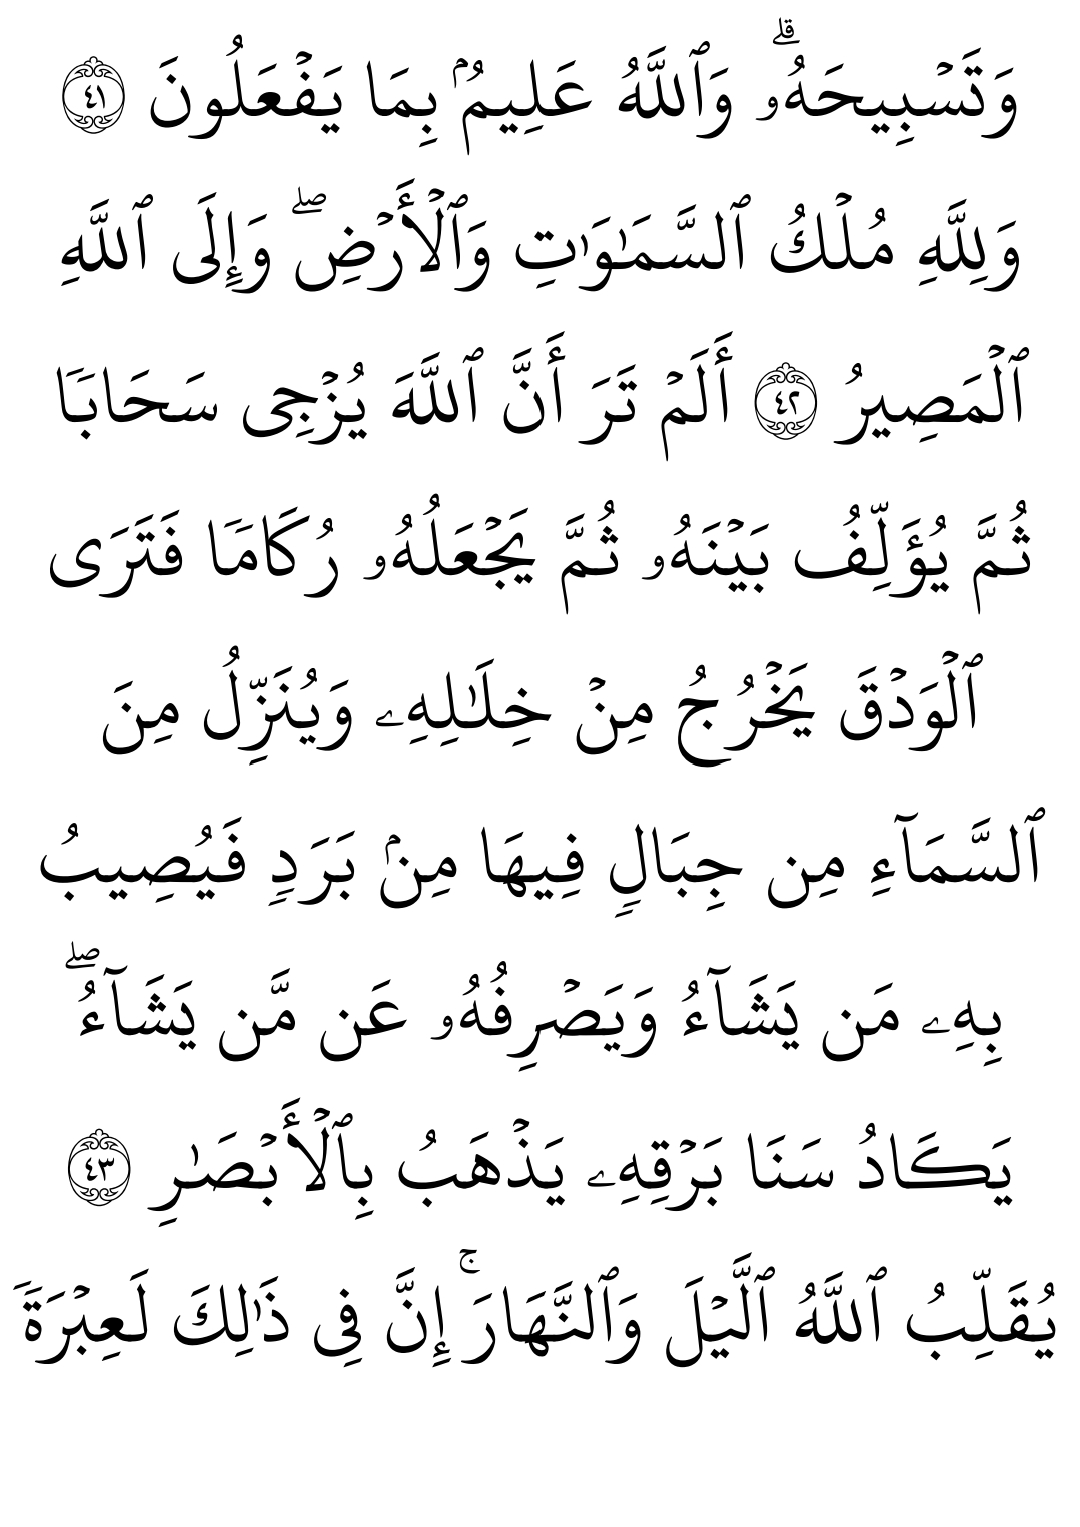 وَتَسۡبِيحَهُۥۗ وَٱللَّهُ عَلِيمُۢ بِمَا يَفۡعَلُونَ ٤١
وَلِلَّهِ مُلۡكُ ٱلسَّمَٰوَٰتِ وَٱلۡأَرۡضِۖ وَإِلَى ٱللَّهِ
ٱلۡمَصِيرُ ٤٢ أَلَمۡ تَرَ أَنَّ ٱللَّهَ يُزۡجِى سَحَابٗا
ثُمَّ يُؤَلِّفُ بَيۡنَهُۥ ثُمَّ يَجۡعَلُهُۥ رُكَامٗا فَتَرَى
ٱلۡوَدۡقَ يَخۡرُجُ مِنۡ خِلَٰلِهِۦ وَيُنَزِّلُ مِنَ
ٱلسَّمَآءِ مِن جِبَالٖ فِيهَا مِنۢ بَرَدٖ فَيُصِيبُ
بِهِۦ مَن يَشَآءُ وَيَصۡرِفُهُۥ عَن مَّن يَشَآءُۖ
يَكَادُ سَنَا بَرۡقِهِۦ يَذۡهَبُ بِٱلۡأَبۡصَٰرِ ٤٣
يُقَلِّبُ ٱللَّهُ ٱلَّيۡلَ وَٱلنَّهَارَۚ إِنَّ فِى ذَٰلِكَ لَعِبۡرَةٗ